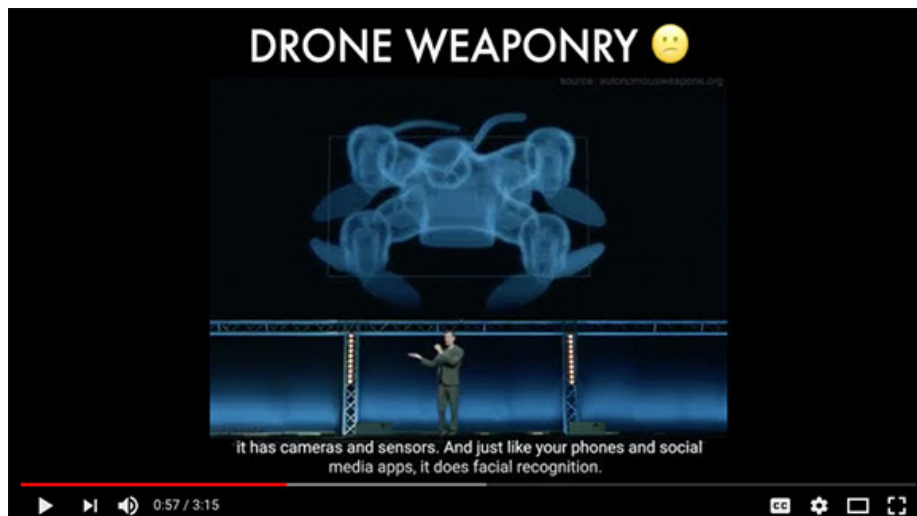 DRONE WEAPONRY 😕
source: autonomousweapons.org
it has cameras and sensors. And just like your phones and social
media apps, it does facial recognition.
0:57 / 3:15
CC